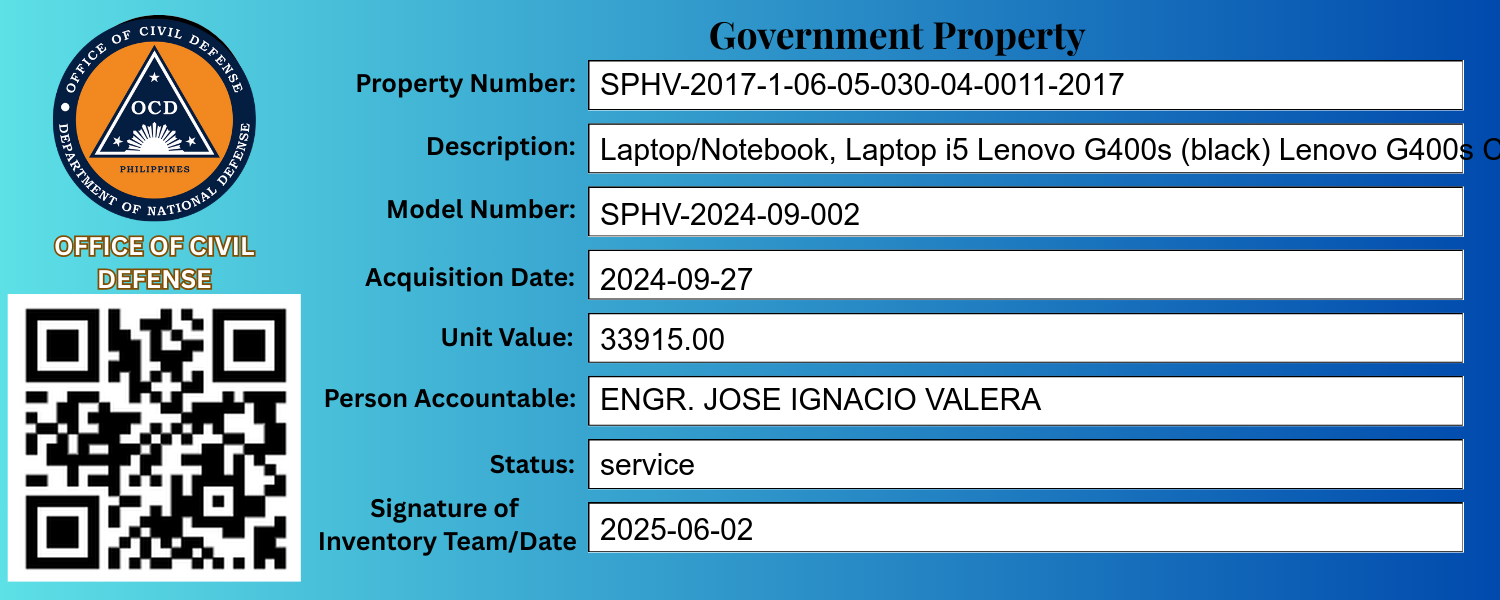 OFFICE OF CIVIL DEFENSE
OCD
PHILIPPINES
DEPARTMENT OF NATIONAL DEFENSE
OFFICE OF CIVIL
DEFENSE
Government Property
Property Number: SPHV-2017-1-06-05-030-04-0011-2017
Description: Laptop/Notebook, Laptop i5 Lenovo G400s (black) Lenovo G400s
Model Number: SPHV-2024-09-002
Acquisition Date: 2024-09-27
Unit Value: 33915.00
Person Accountable: ENGR. JOSE IGNACIO VALERA
Status: service
Signature of
Inventory Team/Date 2025-06-02